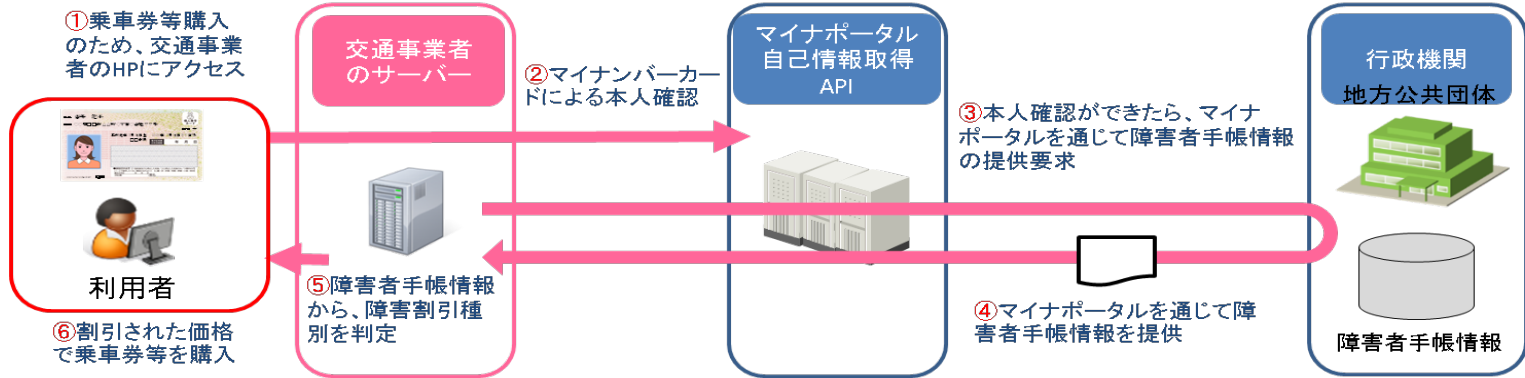 ①乗車券等購入
のため、交通事業
者のHPにアクセス
利用者
⑥割引された価格
で乗車券等を購入
交通事業者
のサーバー
②マイナンバーカー
ドによる本人確認
⑤障害者手帳情報
から、障害割引種
別を判定
マイナポータル
自己情報取得
API
③本人確認ができたら、マイナ
ポータルを通じて障害者手帳情報
の提供要求
④マイナポータルを通じて障
害者手帳情報を提供
行政機関
地方公共団体
障害者手帳情報